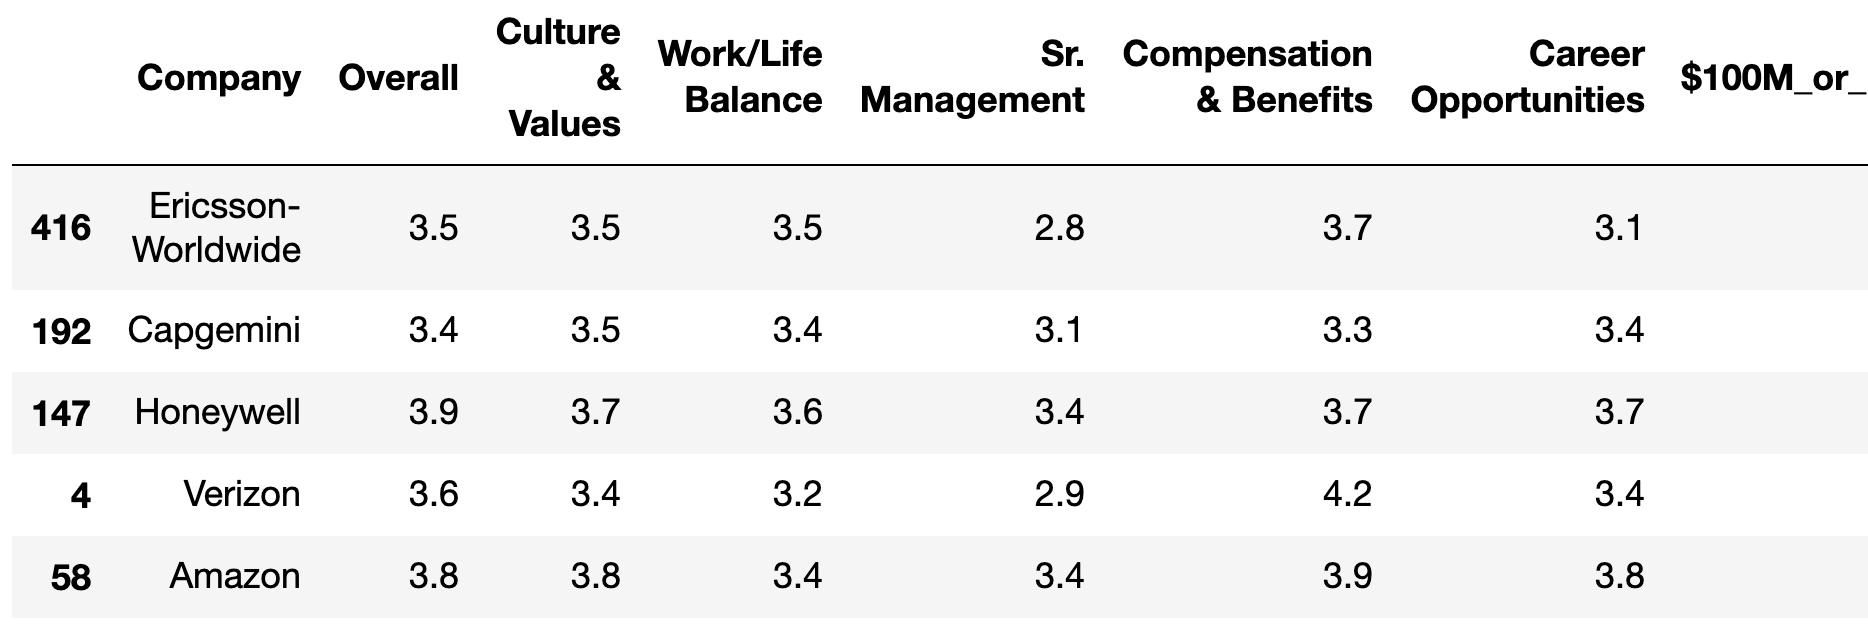 Company Overall Culture & Values Work/Life Balance Sr. Management Compensation & Benefits Career Opportunities $100M_or_
416 Ericsson-Worldwide 3.5 3.5 3.5 2.8 3.7 3.1
192 Capgemini 3.4 3.5 3.4 3.1 3.3 3.4
147 Honeywell 3.9 3.7 3.6 3.4 3.7 3.7
4 Verizon 3.6 3.4 3.2 2.9 4.2 3.4
58 Amazon 3.8 3.8 3.4 3.4 3.9 3.8